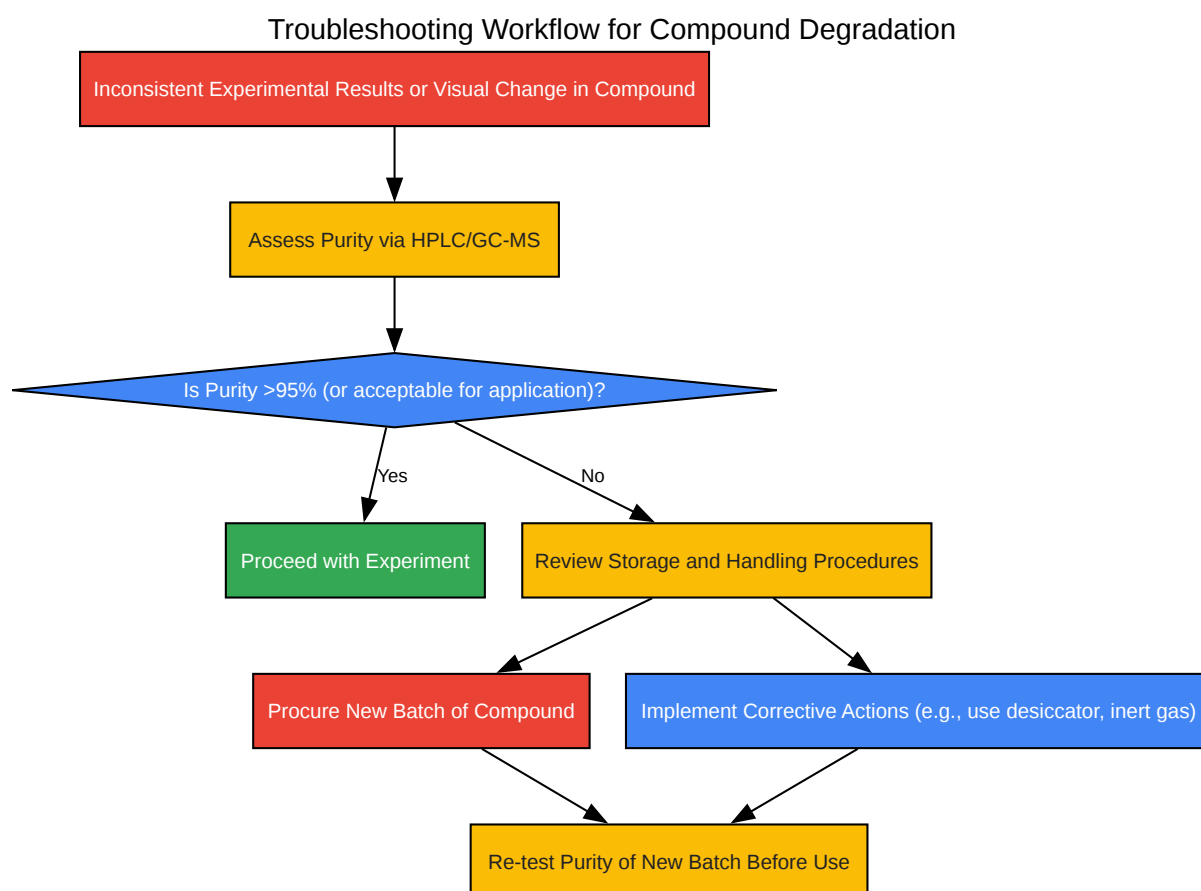 Troubleshooting Workflow for Compound Degradation
Inconsistent Experimental Results or Visual Change in Compound
Assess Purity via HPLC/GC-MS
Is Purity >95% (or acceptable for application)?
Yes
No
Proceed with Experiment
Review Storage and Handling Procedures
Procure New Batch of Compound
Implement Corrective Actions (e.g., use desiccator, inert gas)
Re-test Purity of New Batch Before Use